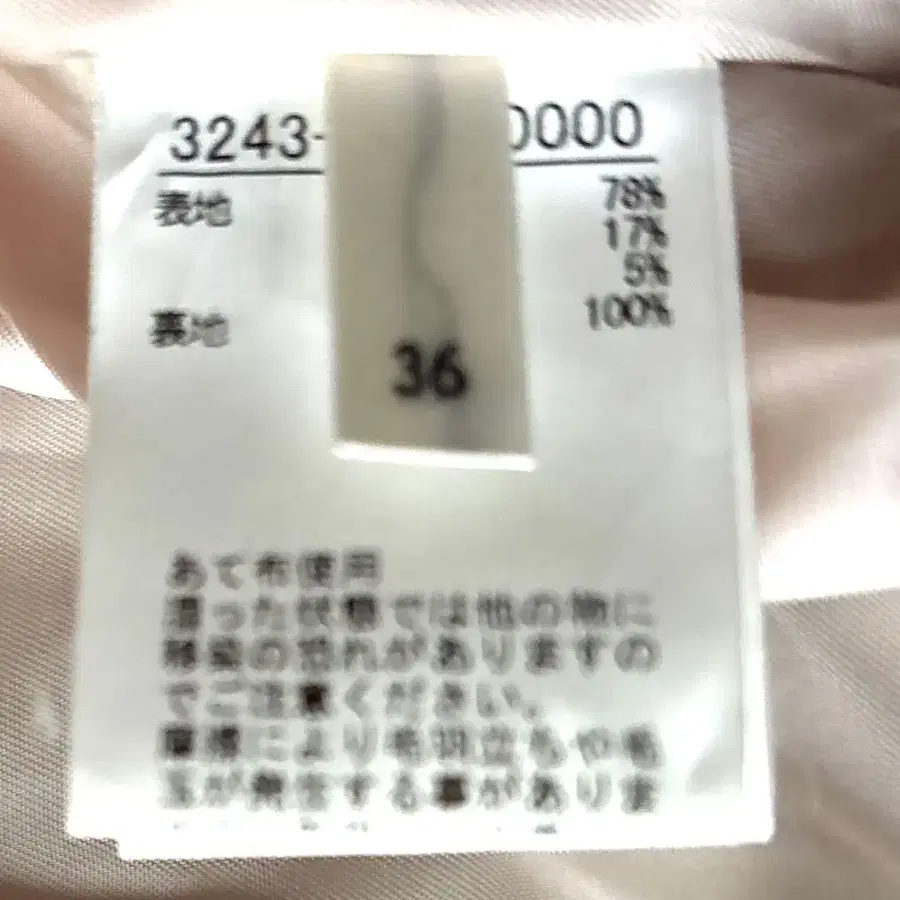 3243- 0000
表地 78%
17%
5%
裏地 100%
36
あて布使用
湿った状態では他の物に
移染の恐れがありますの
でご注意ください。
摩擦により毛羽立ちや毛
玉が発生する事がありま